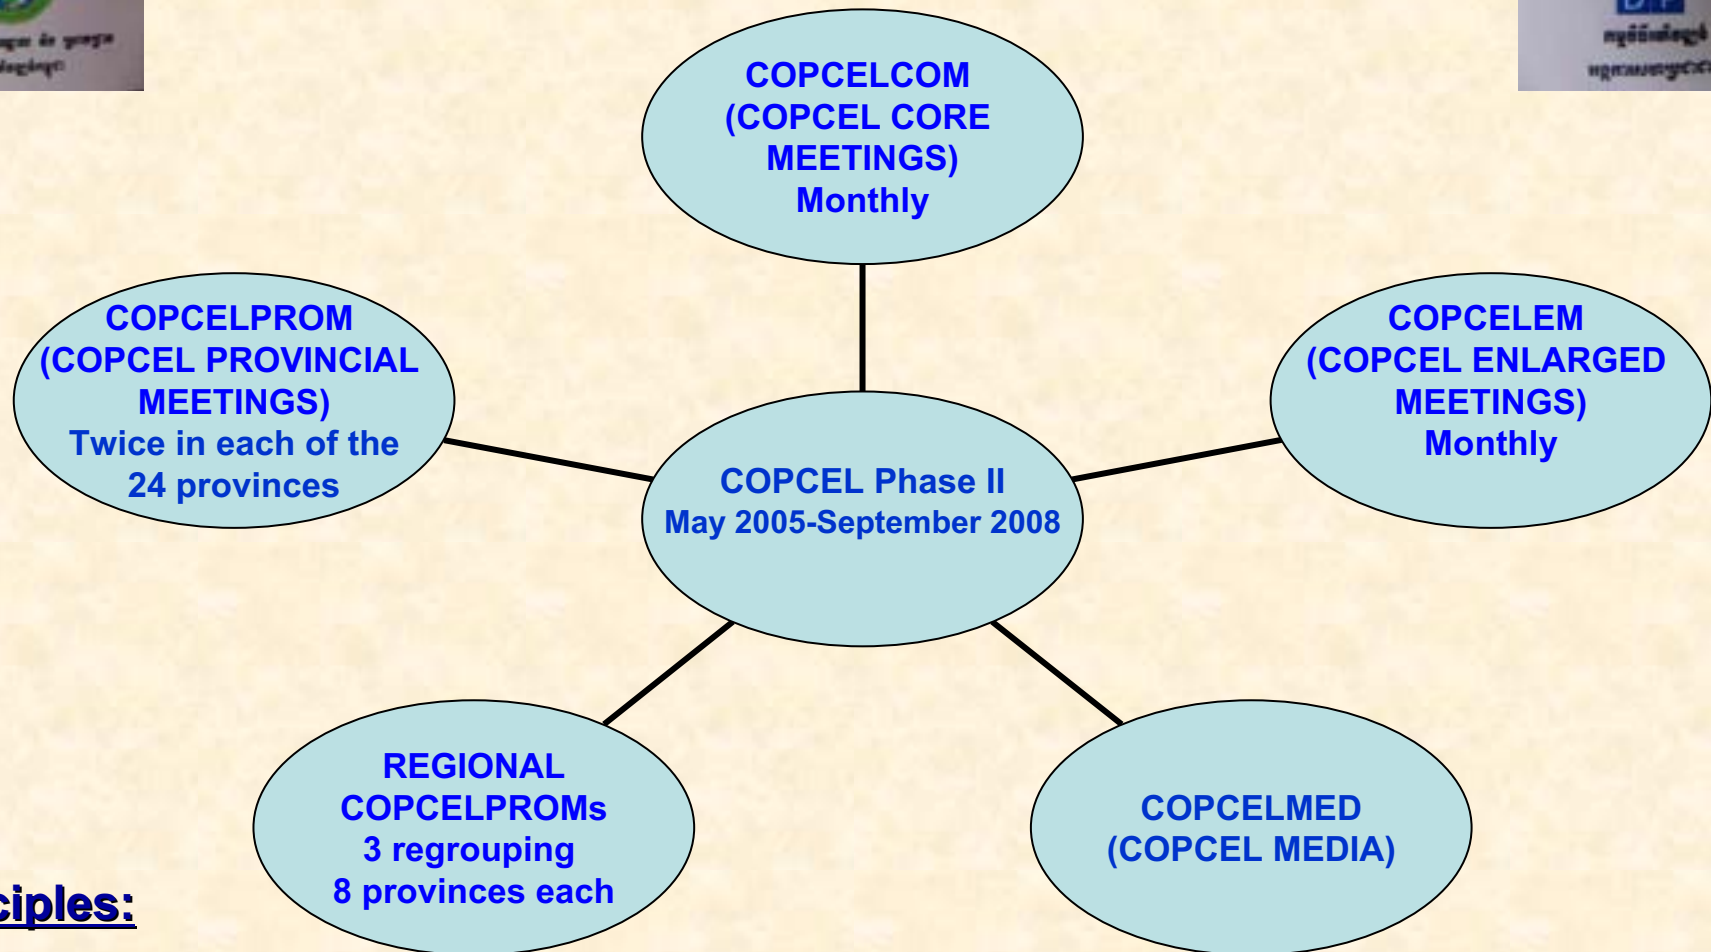 COPCELCOM
(COPCEL CORE
MEETINGS)
Monthly
COPCELPROM
(COPCEL PROVINCIAL
MEETINGS)
Twice in each of the
24 provinces
COPCELEM
(COPCEL ENLARGED
MEETINGS)
Monthly
COPCEL Phase II
May 2005-September 2008
REGIONAL
COPCELPROMs
3 regrouping
8 provinces each
COPCELMED
(COPCEL MEDIA)
ciples: